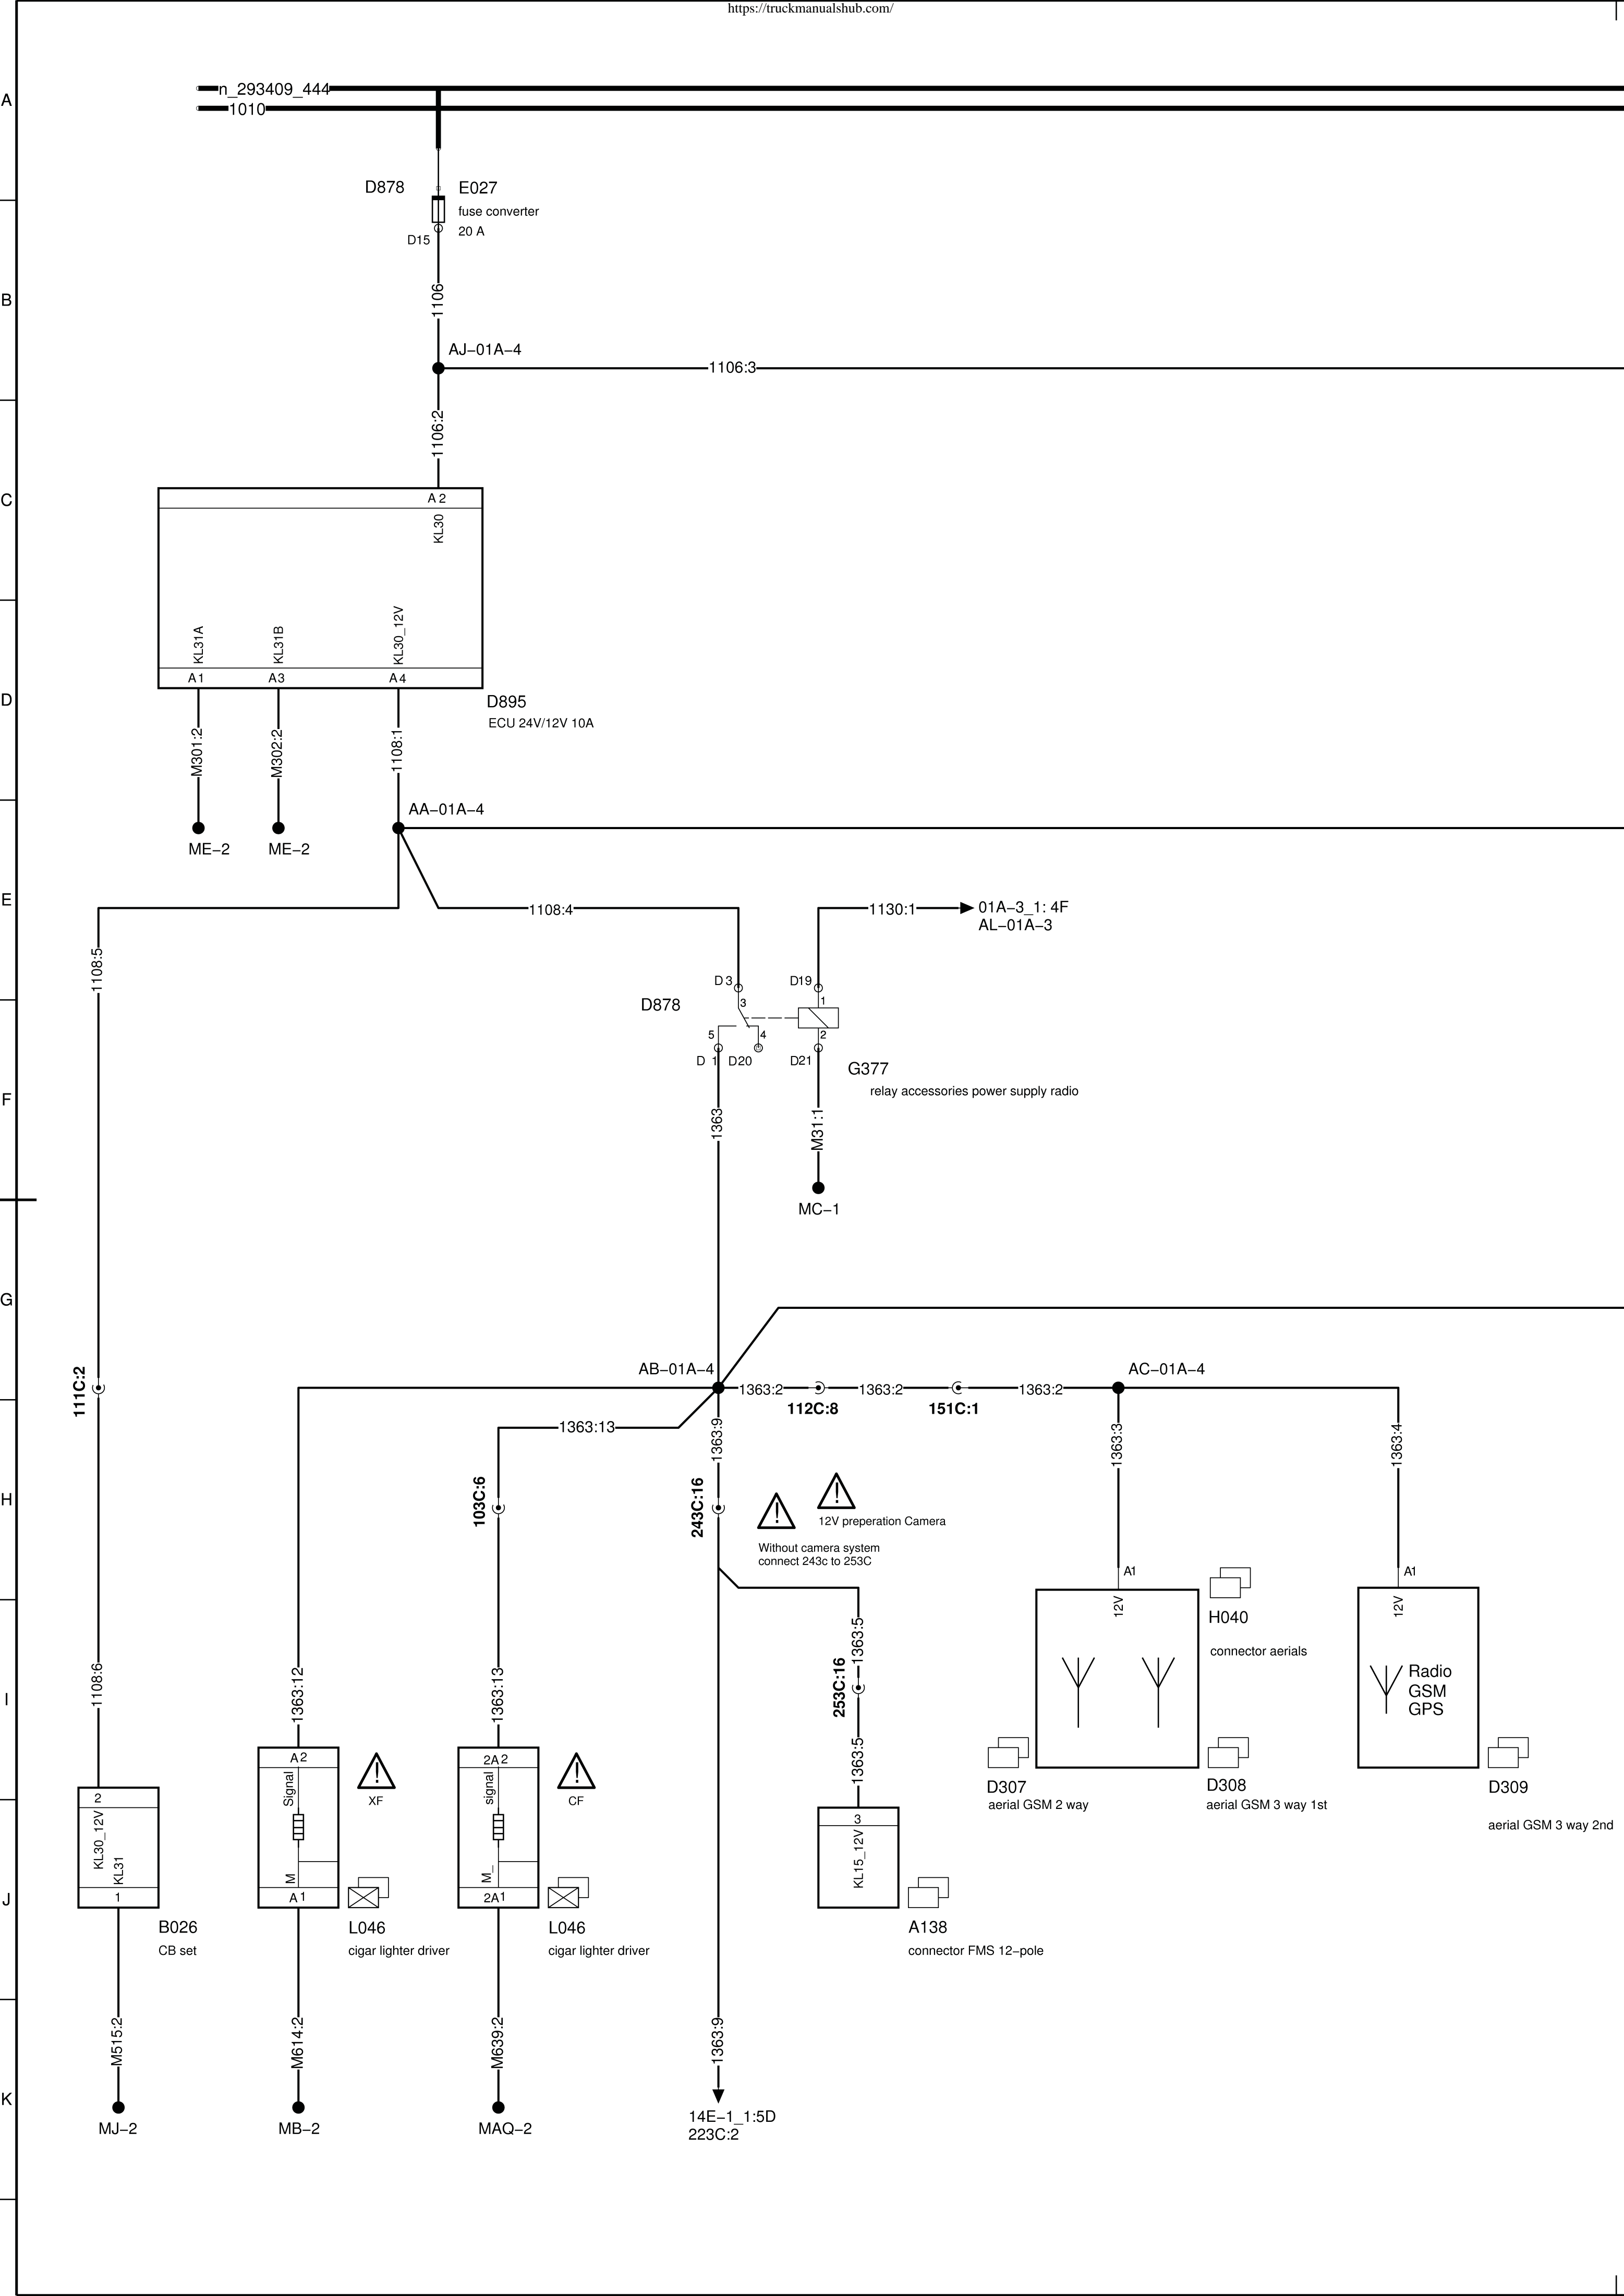 https://truckmanualshub.com/
A
n_293409_444
1010
D878
E027
fuse converter
20 A
D15
B
1106
AJ-01A-4
1106:3
1106:2
C
A 2
KL30
KL31A
KL31B
KL30_12V
A 1
A 3
A 4
D
D895
ECU 24V/12V 10A
M301:2
M302:2
1108:1
AA-01A-4
ME-2
ME-2
E
1108:4
1130:1
01A-3_1: 4F
AL-01A-3
1108:5
D 3
D19
D878
3
1
5
4
2
D 1
D20
D21
G377
relay accessories power supply radio
F
1363
M31:1
MC-1
G
AB-01A-4
AC-01A-4
111C:2
1363:2
1363:2
1363:2
112C:8
151C:1
1363:13
1363:9
1363:3
1363:4
H
103C:6
243C:16
12V preperation Camera
Without camera system
connect 243c to 253C
A1
A1
12V
12V
H040
connector aerials
1363:5
253C:16
I
1108:6
1363:12
1363:13
Radio
GSM
GPS
1363:5
A 2
2A 2
Signal
signal
XF
CF
D307
aerial GSM 2 way
D308
aerial GSM 3 way 1st
D309
aerial GSM 3 way 2nd
2
KL30_12V
KL31
3
KL15_12V
M
M_
J
1
A 1
2A1
B026
CB set
L046
cigar lighter driver
L046
cigar lighter driver
A138
connector FMS 12-pole
M515:2
M614:2
M639:2
1363:9
K
MJ-2
MB-2
MAQ-2
14E-1_1:5D
223C:2